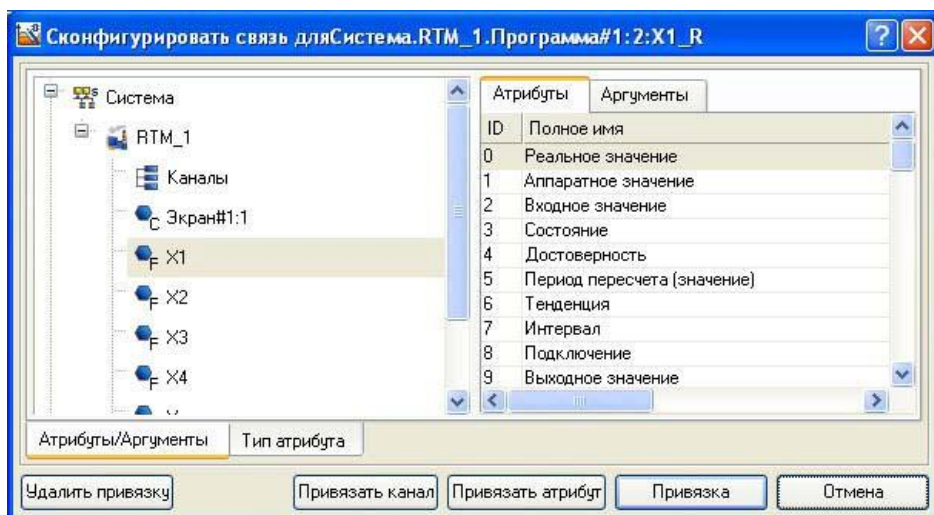 Сконфигурировать связь дляСистема.RTM_1.Программа#1:2:X1_R
Система
RTM_1
Каналы
C Экран#1:1
F X1
F X2
F X3
F X4
Атрибуты Аргументы
ID Полное имя
0 Реальное значение
1 Аппаратное значение
2 Входное значение
3 Состояние
4 Достоверность
5 Период пересчета (значение)
6 Тенденция
7 Интервал
8 Подключение
9 Выходное значение
Атрибуты/Аргументы Тип атрибута
Удалить привязку Привязать канал Привязать атрибут Привязка Отмена